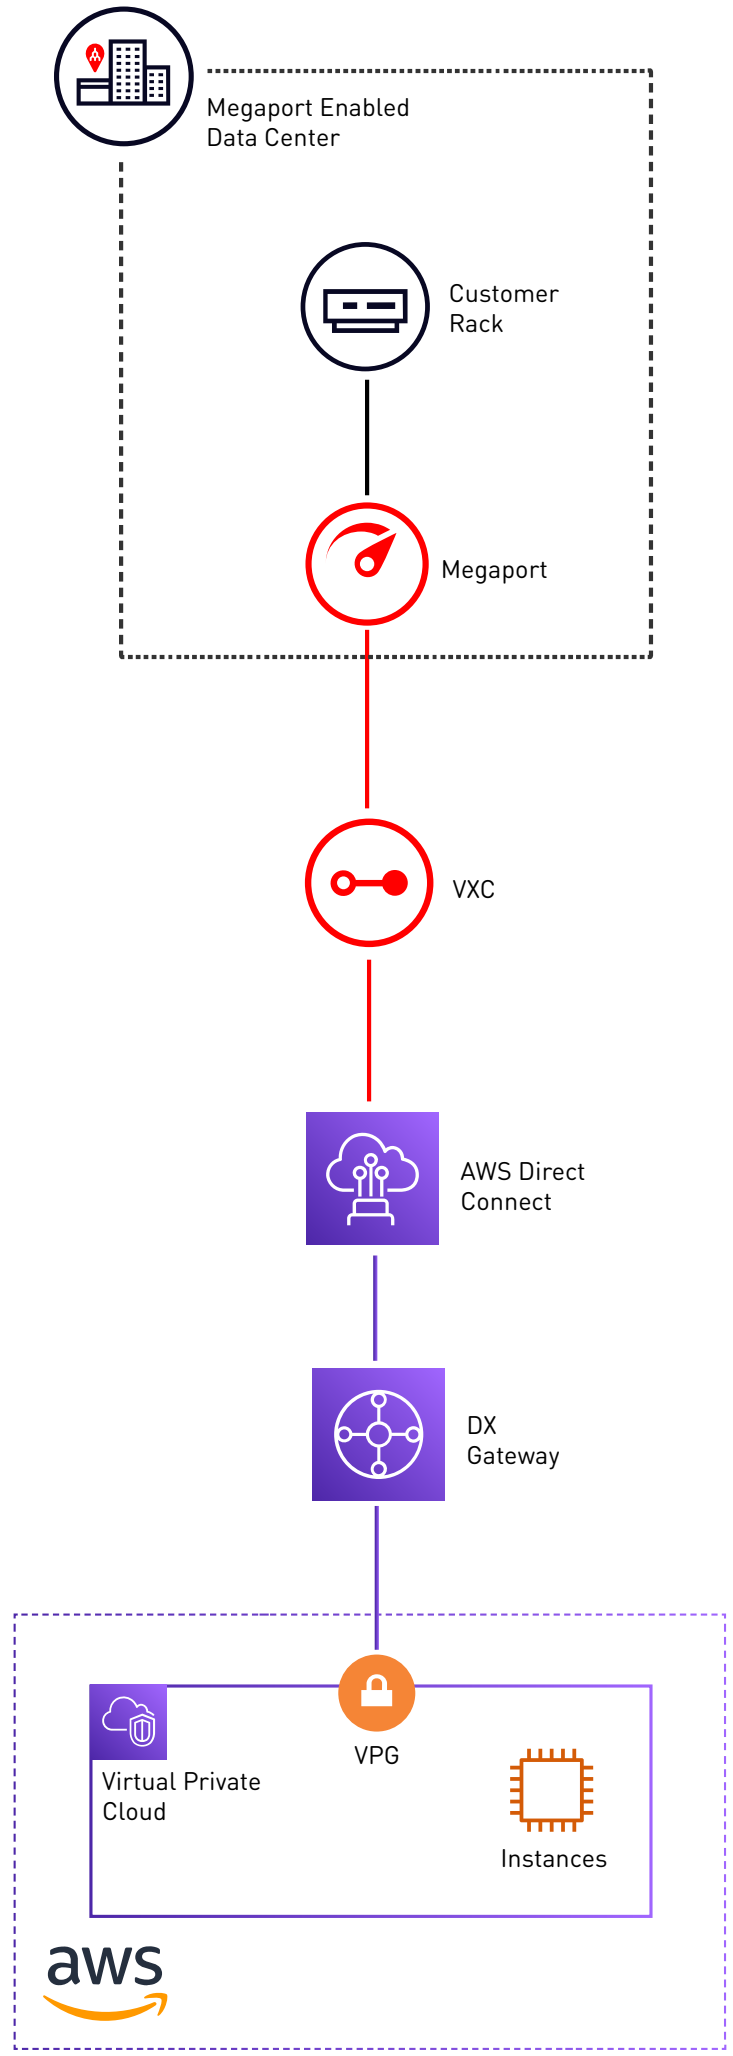 Megaport Enabled
Data Center
Customer
Rack
Megaport
VXC
AWS Direct
Connect
DX
Gateway
VPG
Virtual Private
Cloud
Instances
aws